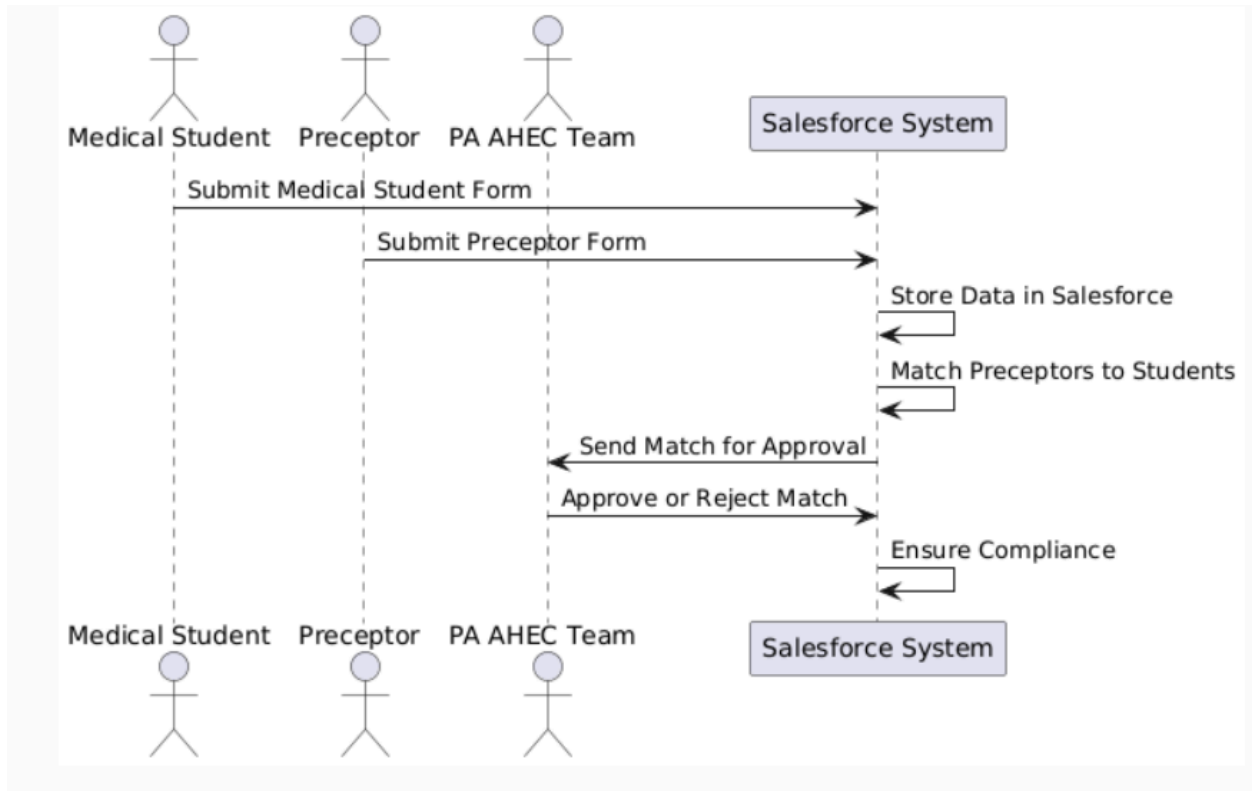 Medical Student
Preceptor
PA AHEC Team
Salesforce System
Submit Medical Student Form
Submit Preceptor Form
Store Data in Salesforce
Match Preceptors to Students
Send Match for Approval
Approve or Reject Match
Ensure Compliance
Medical Student
Preceptor
PA AHEC Team
Salesforce System